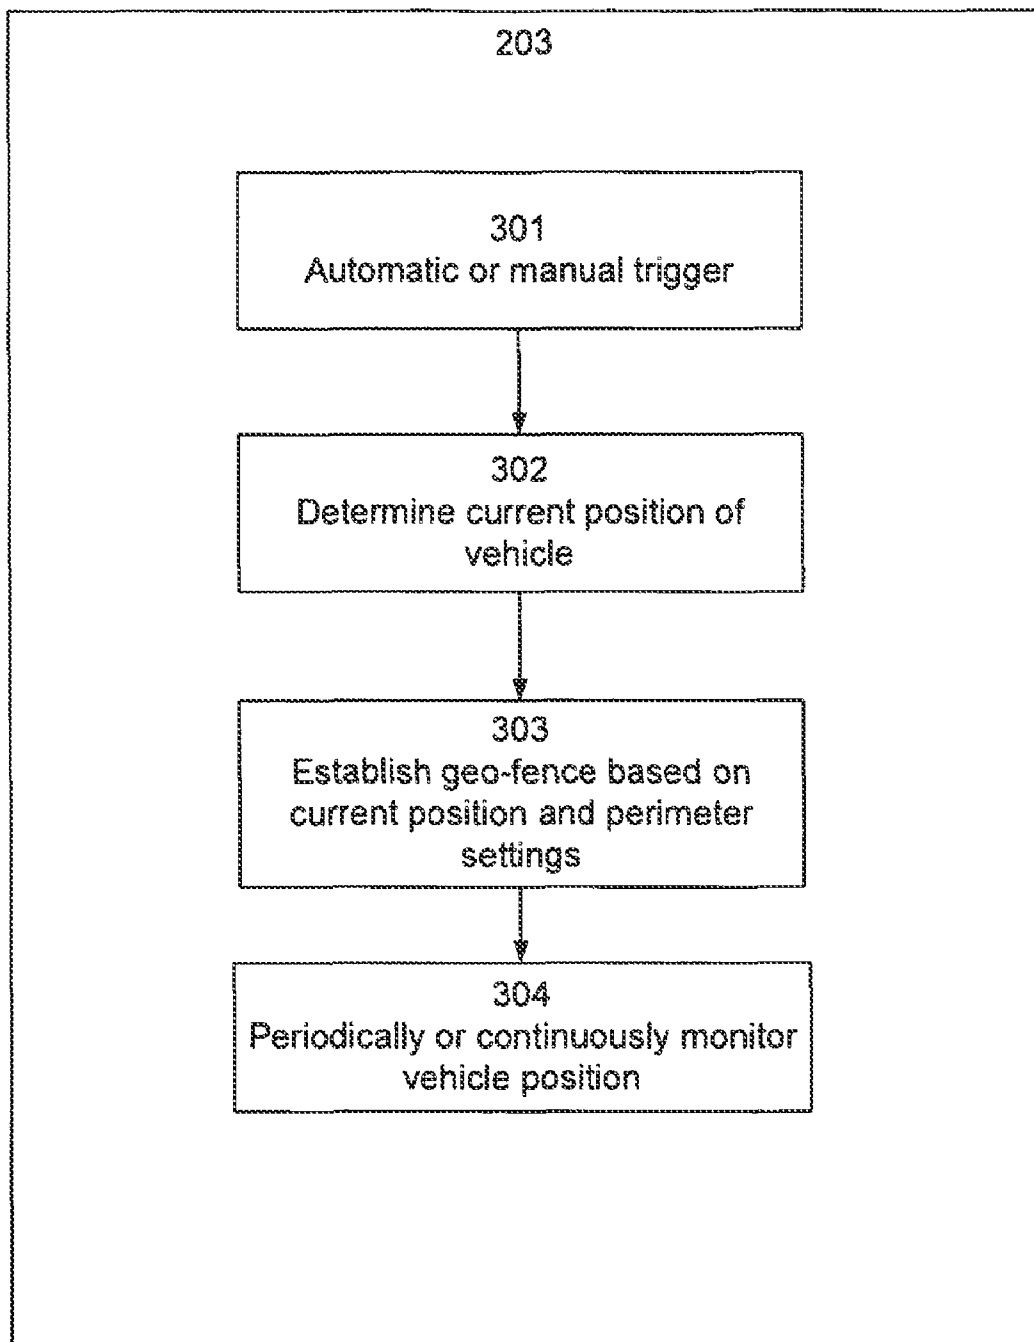 203
301
Automatic or manual trigger
302
Determine current position of
vehicle
303
Establish geo-fence based on
current position and perimeter
settings
304
Periodically or continuously monitor
vehicle position